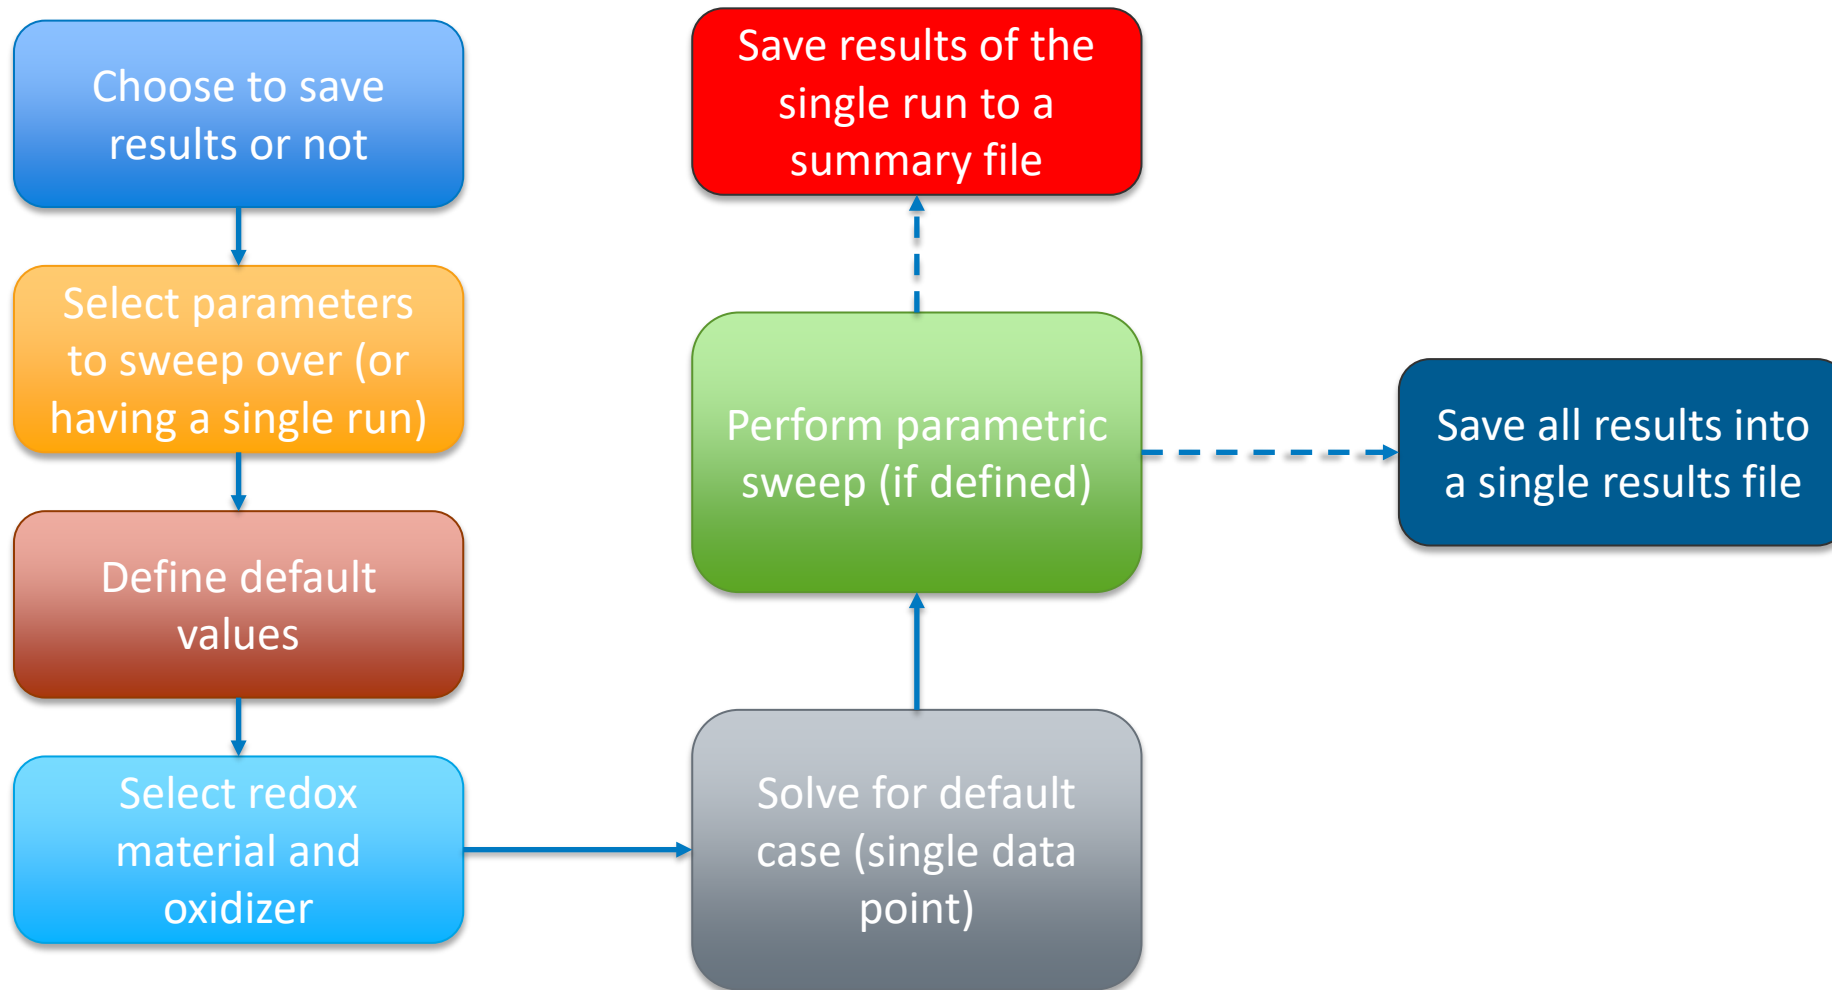 Choose to save
results or not
Select parameters
to sweep over (or
having a single run)
Define default
values
Select redox
material and
oxidizer
Solve for default
case (single data
point)
Perform parametric
sweep (if defined)
Save results of the
single run to a
summary file
Save all results into
a single results file